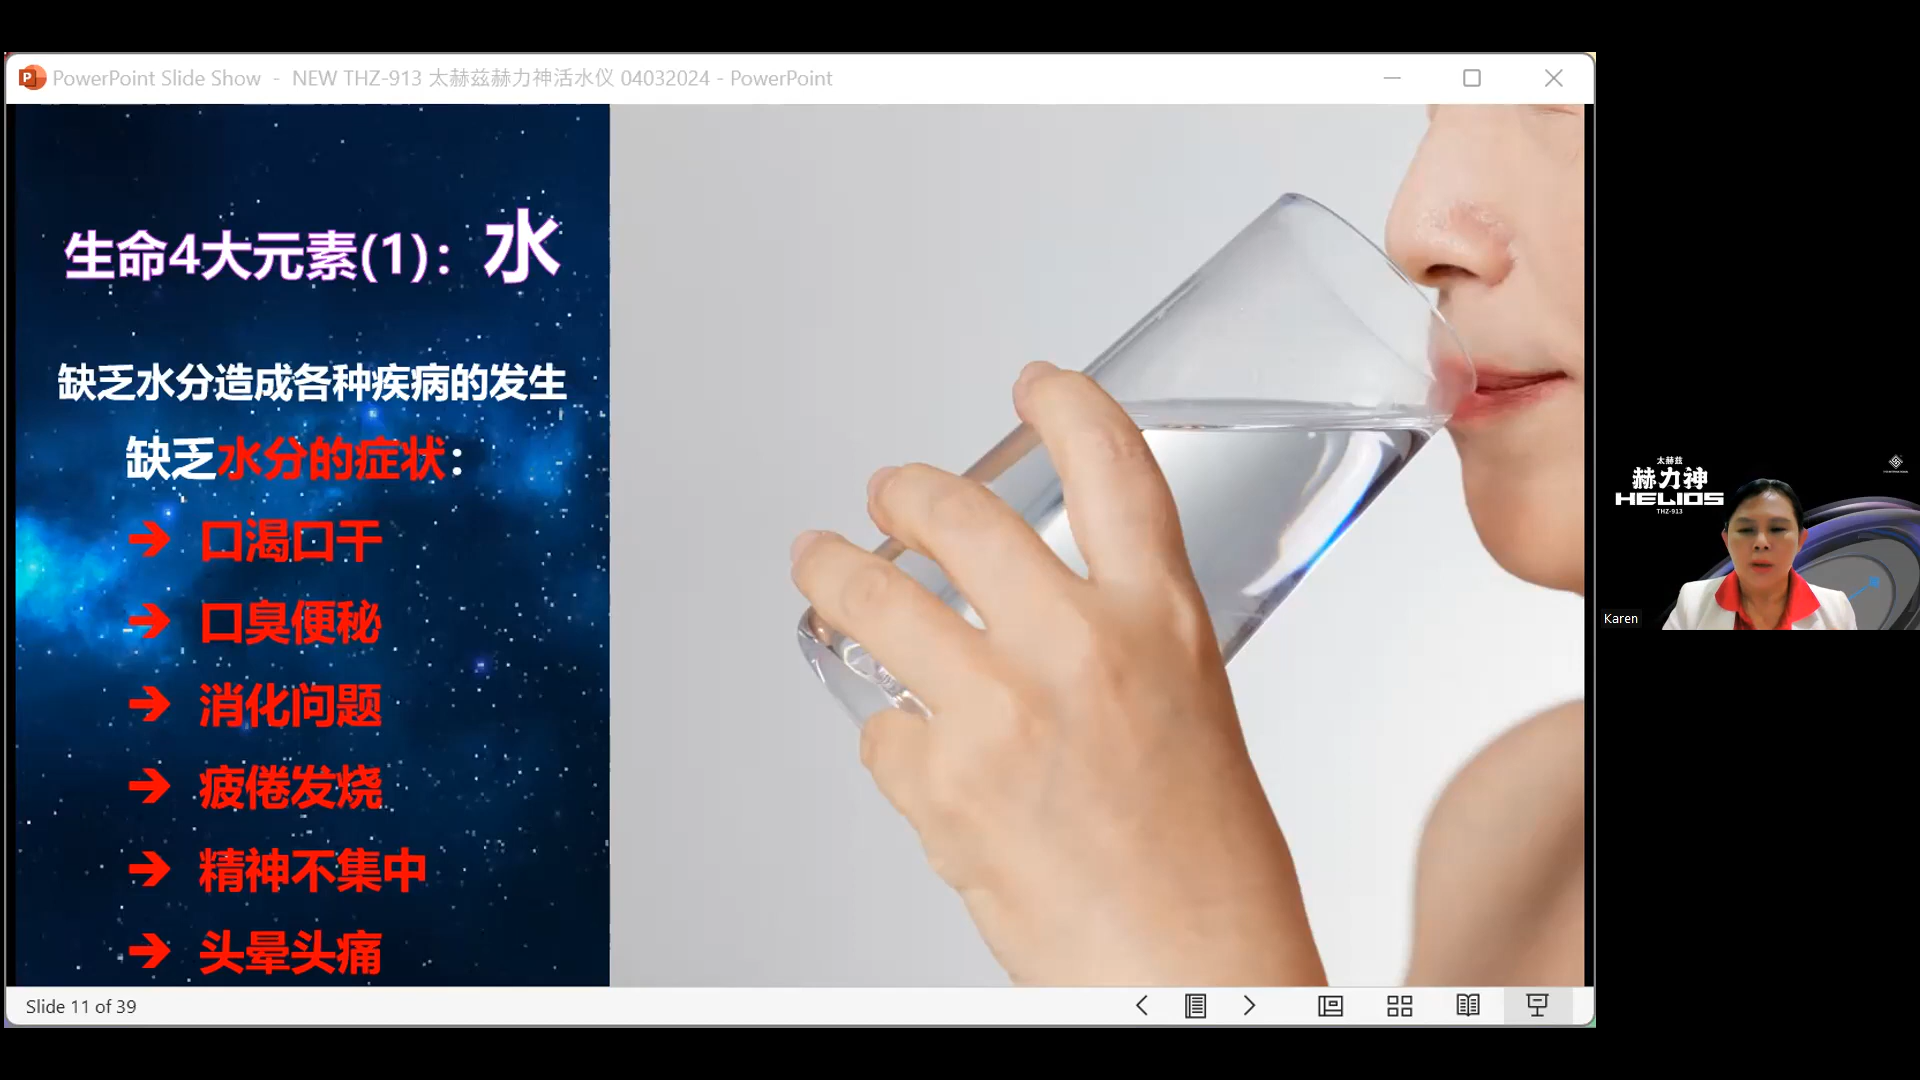 PowerPoint Slide Show - NEW THZ-913 太赫兹赫力神活水仪 04032024 - PowerPoint
生命4大元素(1)：水
缺乏水分造成各种疾病的发生
缺乏水分的症状：
➔ 口渴口干
➔ 口臭便秘
➔ 消化问题
➔ 疲倦发烧
➔ 精神不集中
➔ 头晕头痛
Slide 11 of 39
太赫兹
赫力神
HELIOS
THZ-913
Karen